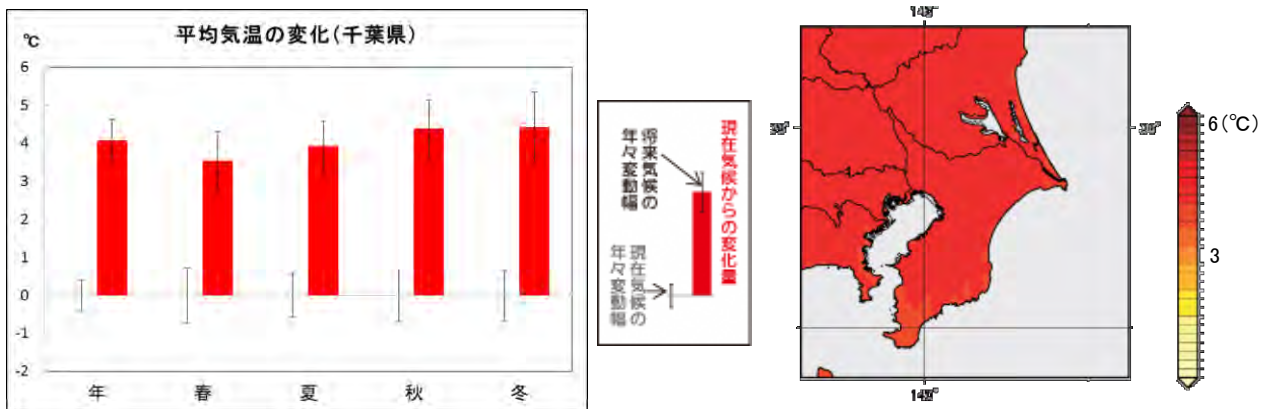 平均気温の変化(千葉県)
℃
6
5
4
3
2
1
0
-1
-2
年 春 夏 秋 冬
現在気候からの変化量
将来気候の
年々変動幅
現在気候の
年々変動幅
6(℃)
3